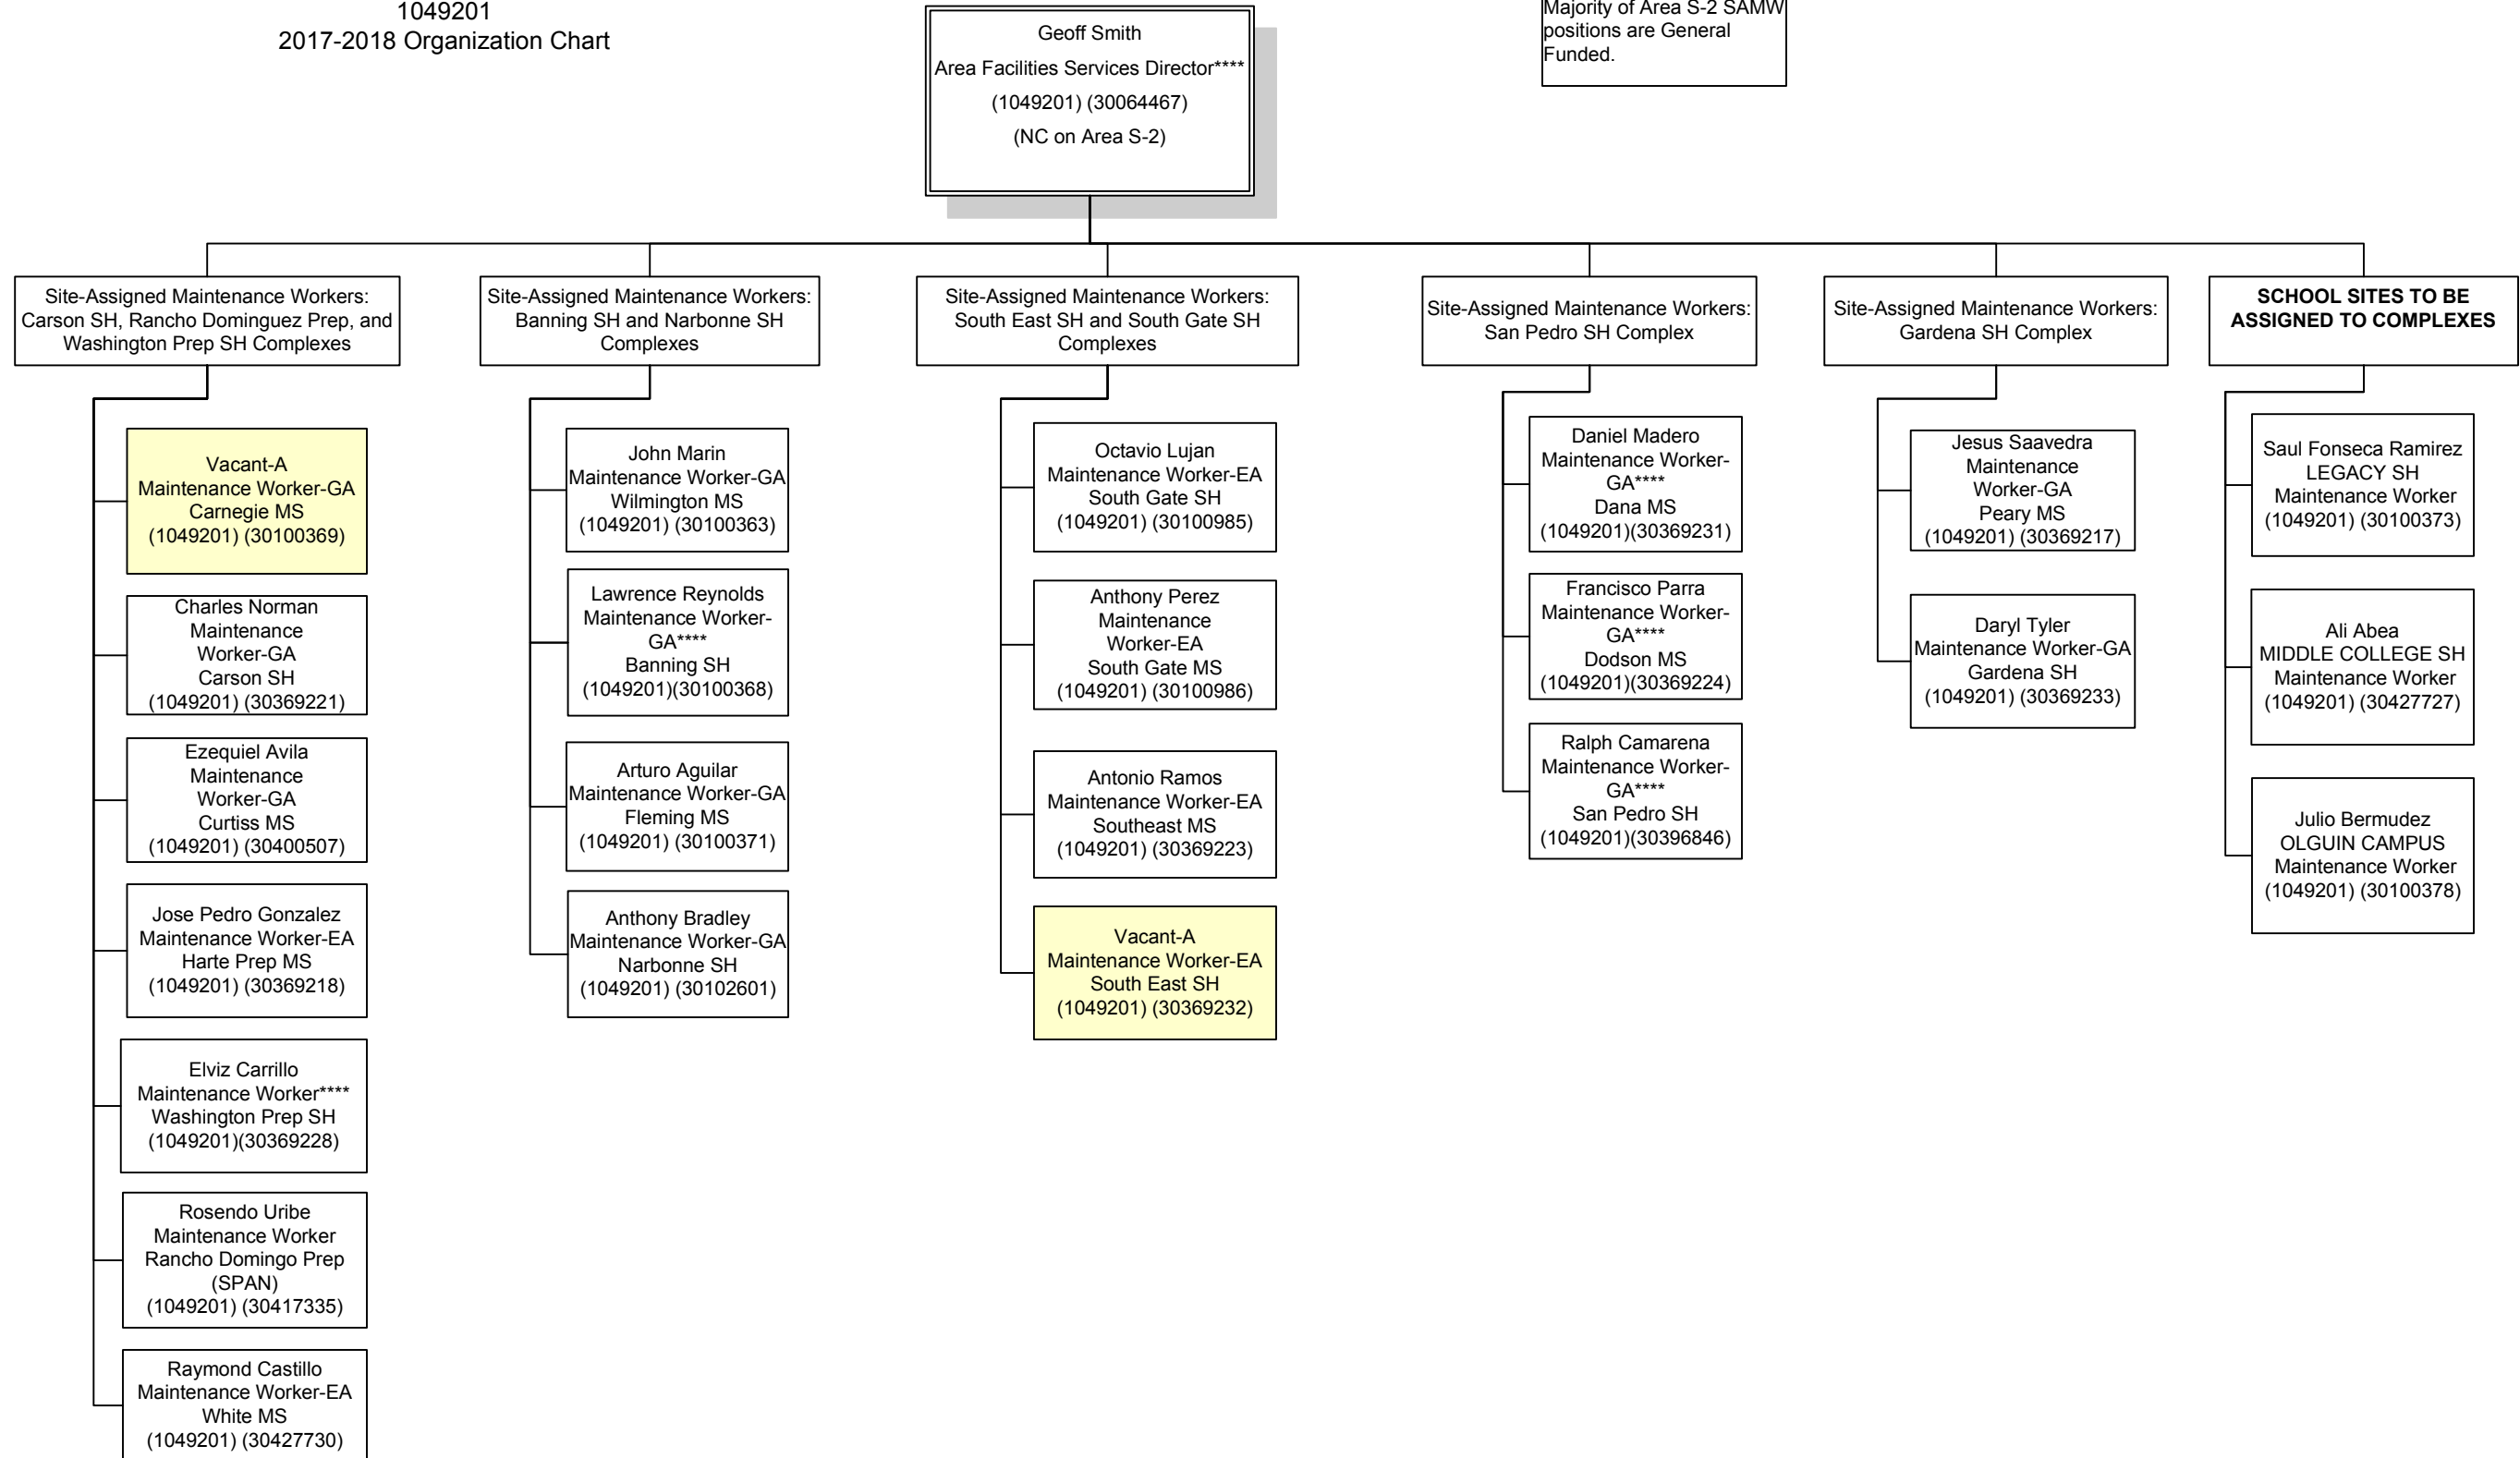 1049201
2017-2018 Organization Chart
Geoff Smith
Area Facilities Services Director****
(1049201) (30064467)
(NC on Area S-2)
Majority of Area S-2 SAMW
positions are General
Funded.
Site-Assigned Maintenance Workers:
Carson SH, Rancho Dominguez Prep, and
Washington Prep SH Complexes
Vacant-A
Maintenance Worker-GA
Carnegie MS
(1049201) (30100369)
Charles Norman
Maintenance
Worker-GA
Carson SH
(1049201) (30369221)
Ezequiel Avila
Maintenance
Worker-GA
Curtiss MS
(1049201) (30400507)
Jose Pedro Gonzalez
Maintenance Worker-EA
Harte Prep MS
(1049201) (30369218)
Elviz Carrillo
Maintenance Worker****
Washington Prep SH
(1049201)(30369228)
Rosendo Uribe
Maintenance Worker
Rancho Domingo Prep
(SPAN)
(1049201) (30417335)
Raymond Castillo
Maintenance Worker-EA
White MS
(1049201) (30427730)
Site-Assigned Maintenance Workers:
Banning SH and Narbonne SH
Complexes
John Marin
Maintenance Worker-GA
Wilmington MS
(1049201) (30100363)
Lawrence Reynolds
Maintenance Worker-
GA****
Banning SH
(1049201)(30100368)
Arturo Aguilar
Maintenance Worker-GA
Fleming MS
(1049201) (30100371)
Anthony Bradley
Maintenance Worker-GA
Narbonne SH
(1049201) (30102601)
Site-Assigned Maintenance Workers:
South East SH and South Gate SH
Complexes
Octavio Lujan
Maintenance Worker-EA
South Gate SH
(1049201) (30100985)
Anthony Perez
Maintenance
Worker-EA
South Gate MS
(1049201) (30100986)
Antonio Ramos
Maintenance Worker-EA
Southeast MS
(1049201) (30369223)
Vacant-A
Maintenance Worker-EA
South East SH
(1049201) (30369232)
Site-Assigned Maintenance Workers:
San Pedro SH Complex
Daniel Madero
Maintenance Worker-
GA****
Dana MS
(1049201)(30369231)
Francisco Parra
Maintenance Worker-
GA****
Dodson MS
(1049201)(30369224)
Ralph Camarena
Maintenance Worker-
GA****
San Pedro SH
(1049201)(30396846)
Site-Assigned Maintenance Workers:
Gardena SH Complex
Jesus Saavedra
Maintenance
Worker-GA
Peary MS
(1049201) (30369217)
Daryl Tyler
Maintenance Worker-GA
Gardena SH
(1049201) (30369233)
SCHOOL SITES TO BE
ASSIGNED TO COMPLEXES
Saul Fonseca Ramirez
LEGACY SH
Maintenance Worker
(1049201) (30100373)
Ali Abea
MIDDLE COLLEGE SH
Maintenance Worker
(1049201) (30427727)
Julio Bermudez
OLGUIN CAMPUS
Maintenance Worker
(1049201) (30100378)